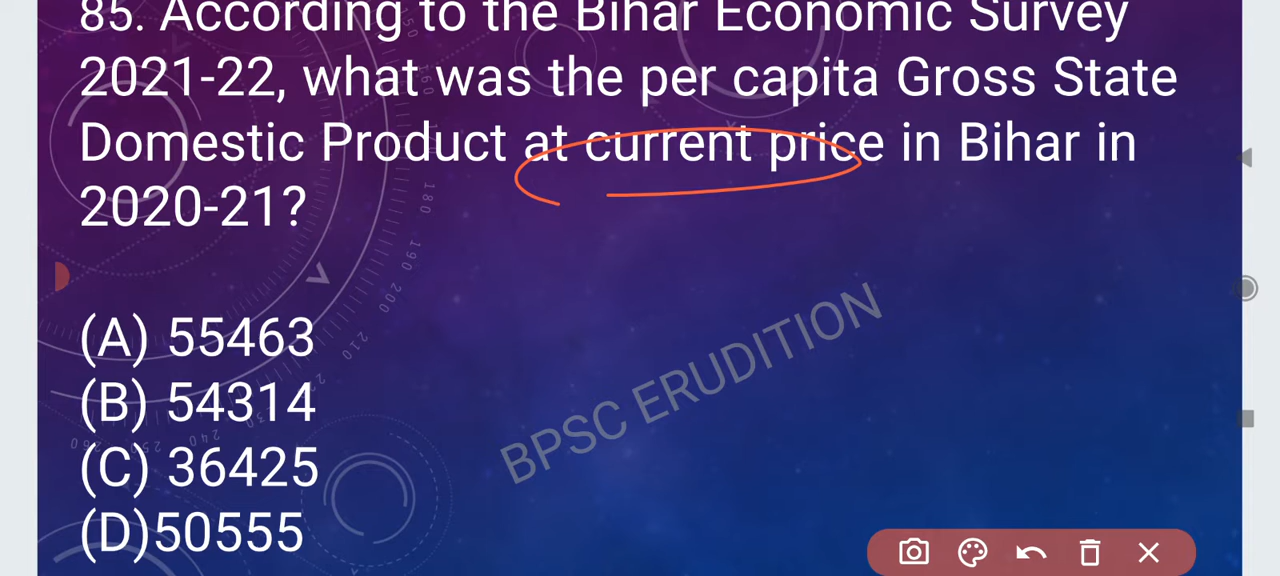 85. According to the Bihar Economic Survey
2021-22, what was the per capita Gross State
Domestic Product at current price in Bihar in
2020-21?
(A) 55463
(B) 54314
(C) 36425
(D)50555
BPSC ERUDITION